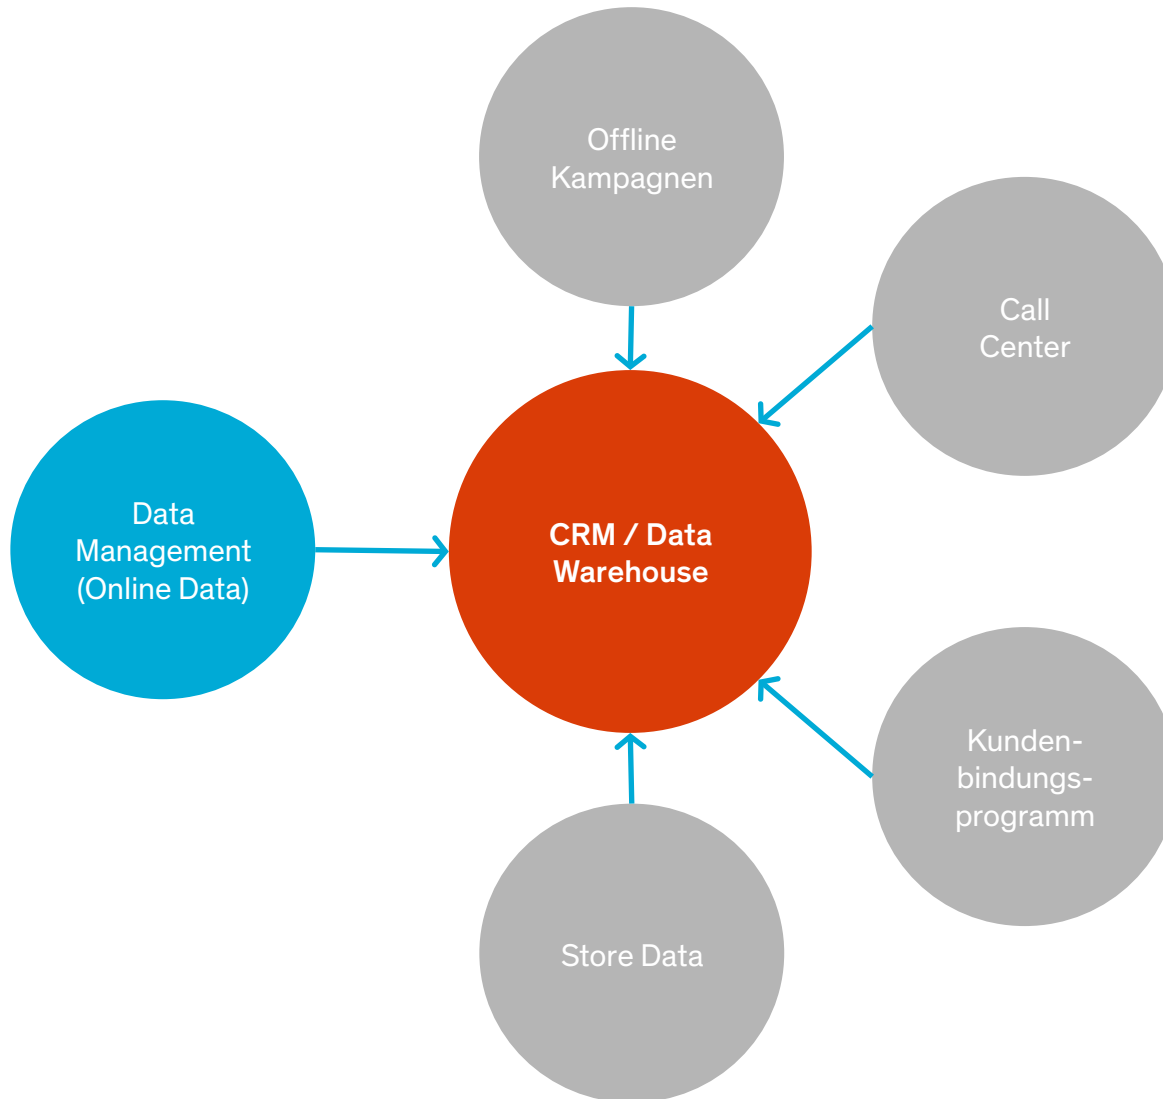 Offline
Kampagnen
Call
Center
Data
Management
(Online Data)
CRM / Data
Warehouse
Kunden-
bindungs-
programm
Store Data